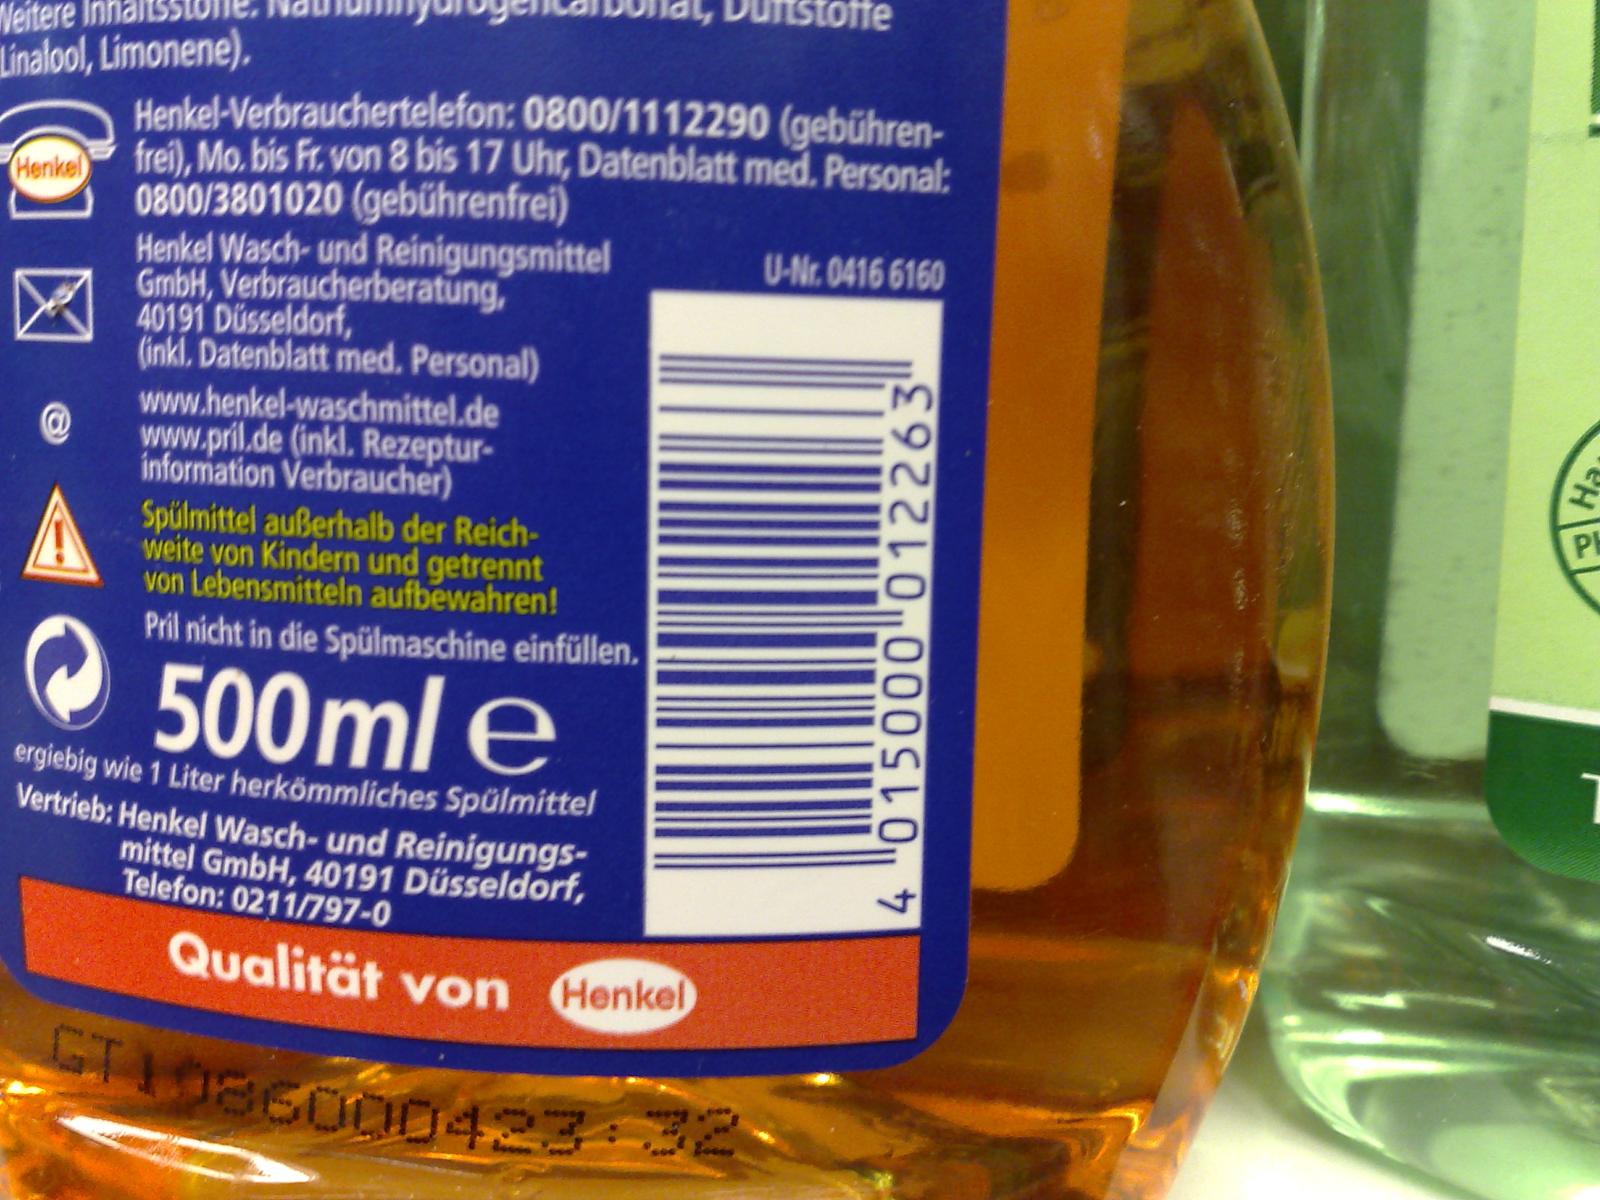 Weitere Inhaltsstoffe: Natriumhydrogencarbonat, Duftstoffe
Linalool, Limonene).
Henkel-Verbrauchertelefon: 0800/1112290 (gebühren-
frei), Mo. bis Fr. von 8 bis 17 Uhr, Datenblatt med. Personal:
0800/3801020 (gebührenfrei)
Henkel
Henkel Wasch- und Reinigungsmittel
GmbH, Verbraucherberatung,
40191 Düsseldorf,
(inkl. Datenblatt med. Personal)
U-Nr. 0416 6160
@
www.henkel-waschmittel.de
www.pril.de (inkl. Rezeptur-
information Verbraucher)
Spülmittel außerhalb der Reich-
weite von Kindern und getrennt
von Lebensmitteln aufbewahren!
Pril nicht in die Spülmaschine einfüllen.
500ml e
ergiebig wie 1 Liter herkömmliches Spülmittel
Vertrieb: Henkel Wasch- und Reinigungs-
mittel GmbH, 40191 Düsseldorf,
Telefon: 0211/797-0
4 015000 012263
Qualität von Henkel